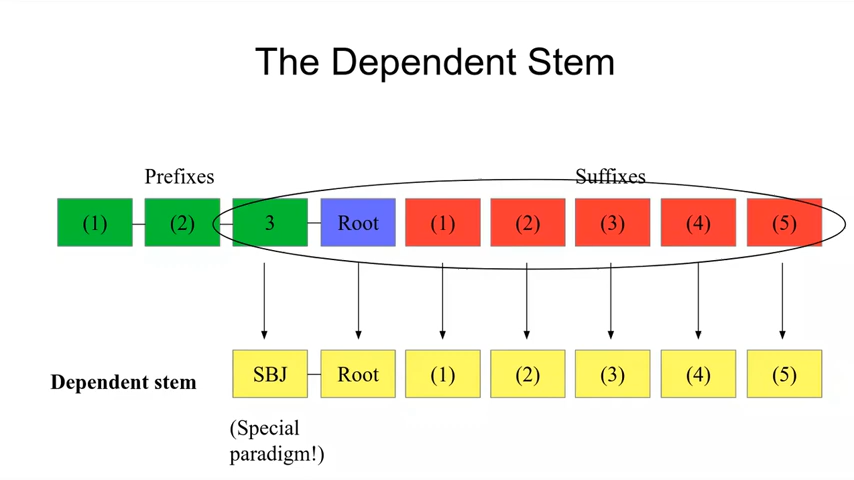 The Dependent Stem
Prefixes
Suffixes
(1) (2) 3 Root (1) (2) (3) (4) (5)
Dependent stem
SBJ Root (1) (2) (3) (4) (5)
(Special
paradigm!)